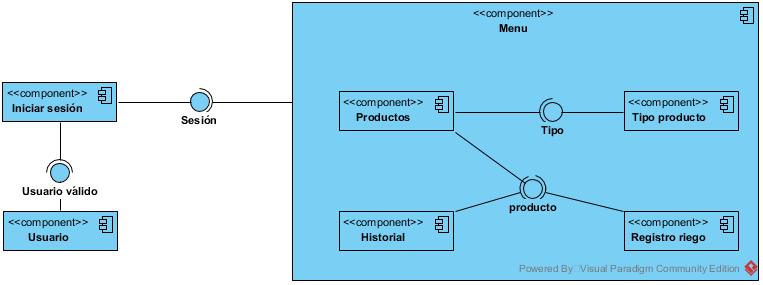 <<component>>
Menu
<<component>>
Iniciar sesión
Sesión
<<component>>
Productos
Tipo
<<component>>
Tipo producto
Usuario válido
producto
<<component>>
Usuario
<<component>>
Historial
<<component>>
Registro riego
Powered By Visual Paradigm Community Edition